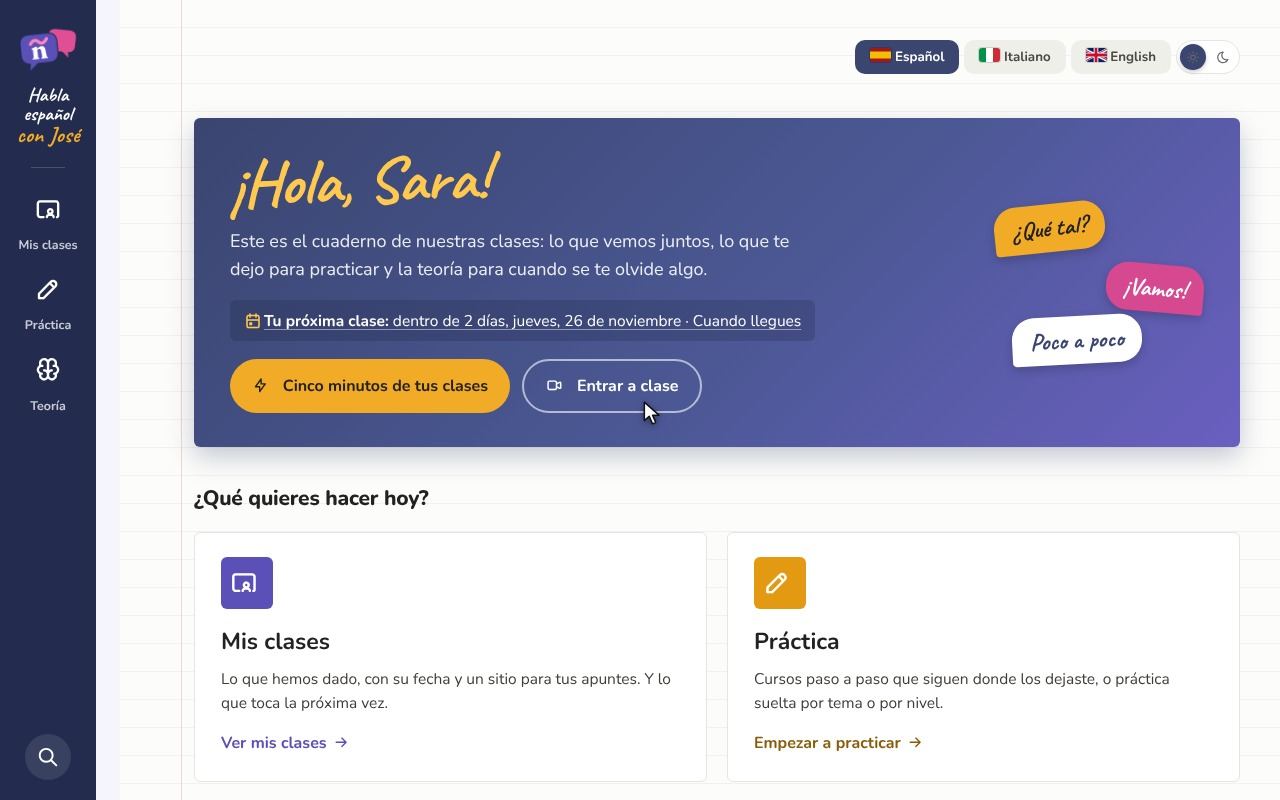 ñ
Habla
español
con José
Mis clases
Práctica
Teoría
Español
Italiano
English
¡Hola, Sara!
Este es el cuaderno de nuestras clases: lo que vemos juntos, lo que te
dejo para practicar y la teoría para cuando se te olvide algo.
Tu próxima clase: dentro de 2 días, jueves, 26 de noviembre · Cuando llegues
Cinco minutos de tus clases
Entrar a clase
¿Qué tal?
¡Vamos!
Poco a poco
¿Qué quieres hacer hoy?
Mis clases
Lo que hemos dado, con su fecha y un sitio para tus apuntes. Y lo
que toca la próxima vez.
Ver mis clases →
Práctica
Cursos paso a paso que siguen donde los dejaste, o práctica
suelta por tema o por nivel.
Empezar a practicar →